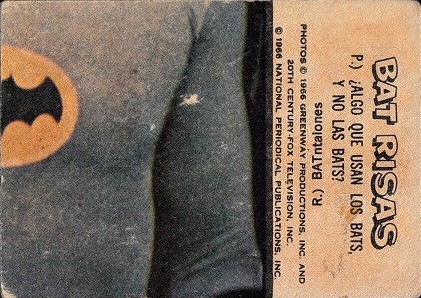 BAT RISAS
P.) ¿ALGO QUE USAN LOS BATS,
Y NO LAS BATS?
R.) BATntalones
PHOTOS © 1966 GREENWAY PRODUCTIONS, INC. AND
20TH CENTURY-FOX TELEVISION, INC.
© 1966 NATIONAL PERIODICAL PUBLICATIONS, INC.